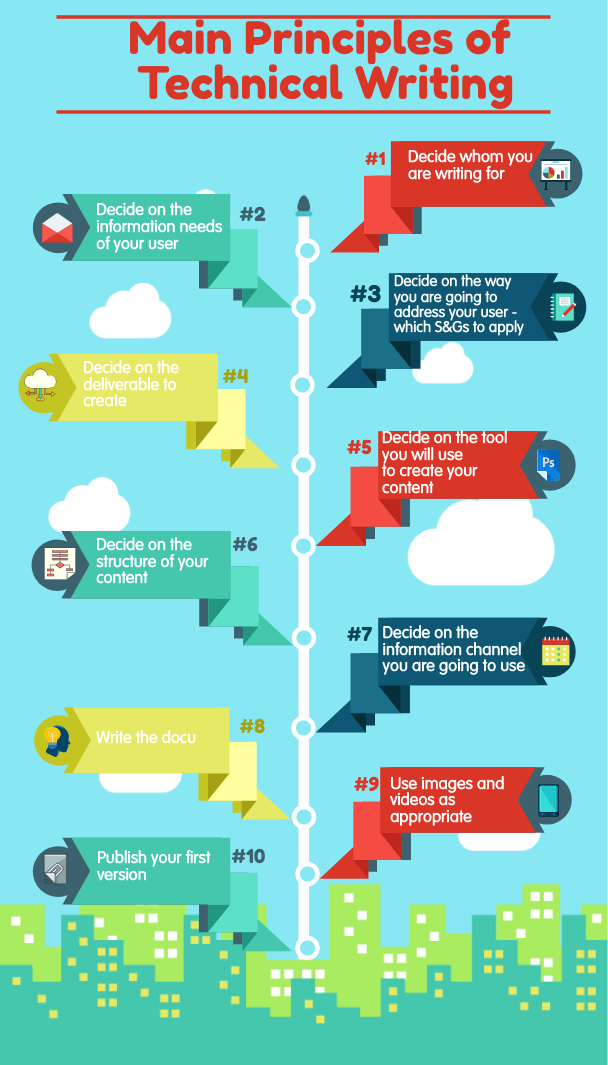 Main Principles of
Technical Writing
#1
Decide whom you
are writing for
#2
Decide on the
information needs
of your user
#3
Decide on the way
you are going to
address your user -
which S&Gs to apply
#4
Decide on the
deliverable to
create
#5
Decide on the tool
you will use
to create your
content
Ps
#6
Decide on the
structure of your
content
#7
Decide on the
information channel
you are going to use
#8
Write the docu
#9
Use images and
videos as
appropriate
#10
Publish your first
version